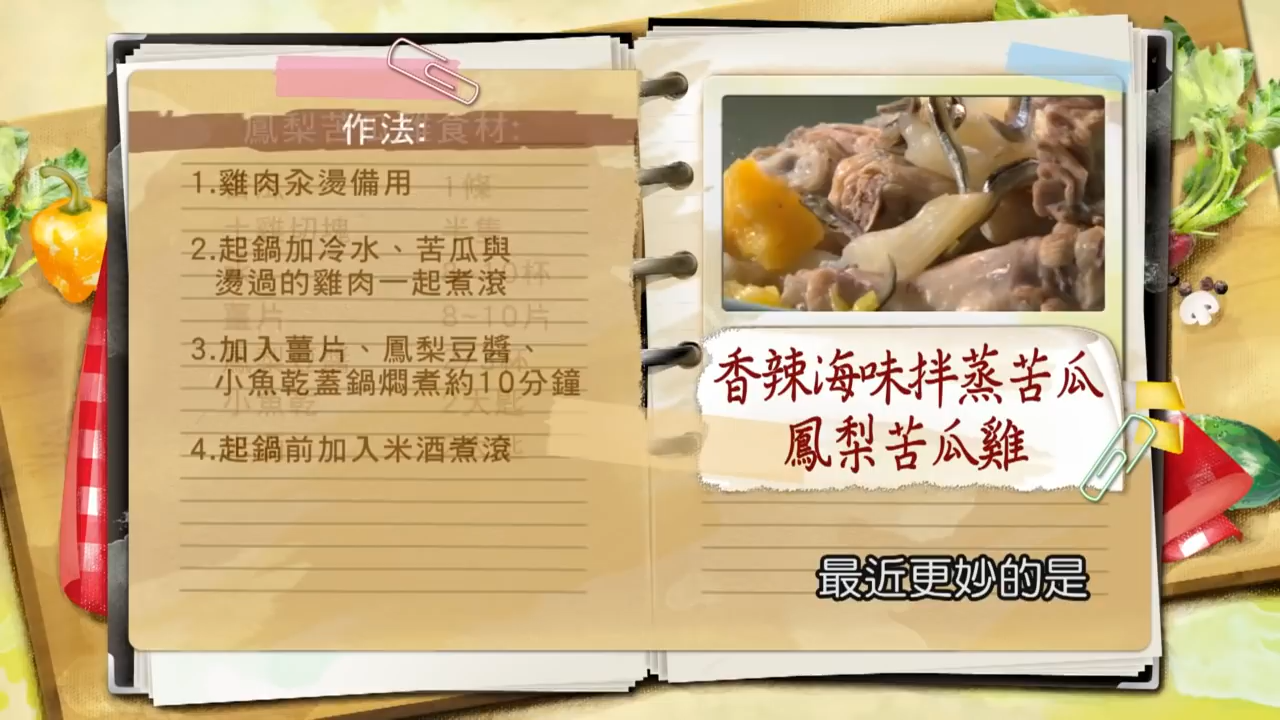 作法:
1.雞肉汆燙備用
2.起鍋加冷水、苦瓜與
燙過的雞肉一起煮滾
3.加入薑片、鳳梨豆醬、
小魚乾蓋鍋燜煮約10分鐘
4.起鍋前加入米酒煮滾
香辣海味拌蒸苦瓜
鳳梨苦瓜雞
最近更妙的是